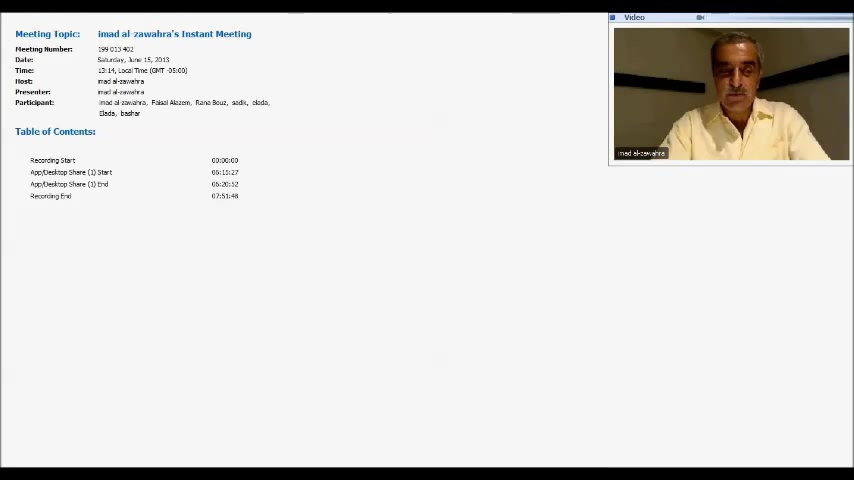 Video
Meeting Topic: imad al-zawahra's Instant Meeting
Meeting Number: 199 013 402
Date: Saturday, June 15, 2013
Time: 13:14, Local Time (GMT -05:00)
Host: imad al-zawahra
Presenter: imad al-zawahra
Participant: imad al-zawahra, Faisal Alazem, Rana Bouz, sadik, elada,
Elada, bashar
Table of Contents:
Recording Start 00:00:00
App/Desktop Share (1) Start 06:15:27
App/Desktop Share (1) End 06:20:52
Recording End 07:51:48
imad al-zawahra